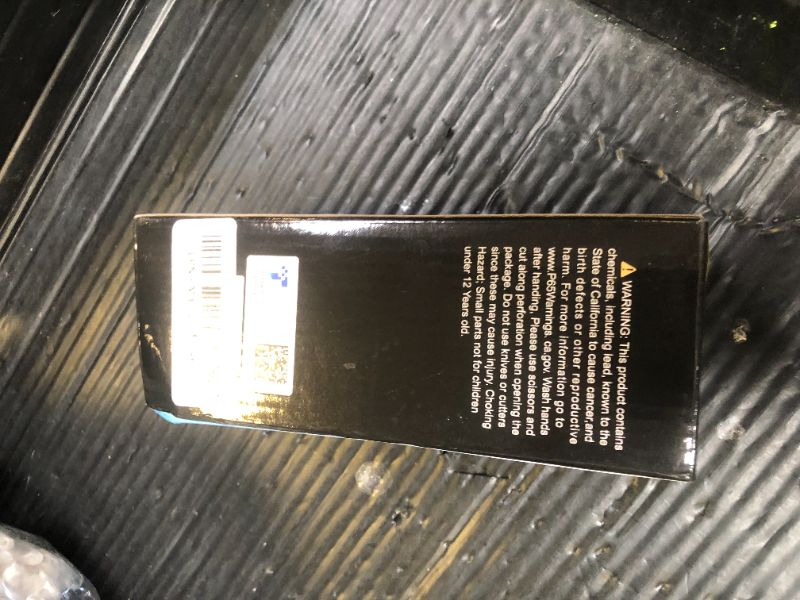 ⚠ WARNING: This product contains
chemicals, including lead, known to the
State of California to cause cancer,and
birth defects or other reproductive
harm. For more information go to
www.P65Warnings.ca.gov. Wash hands
after handing, Please use scissors and
cut along perforation when opening the
package. Do not use knives or cutters
since these may cause injury. Choking
Hazard; Small parts not for children
under 12 Years old.